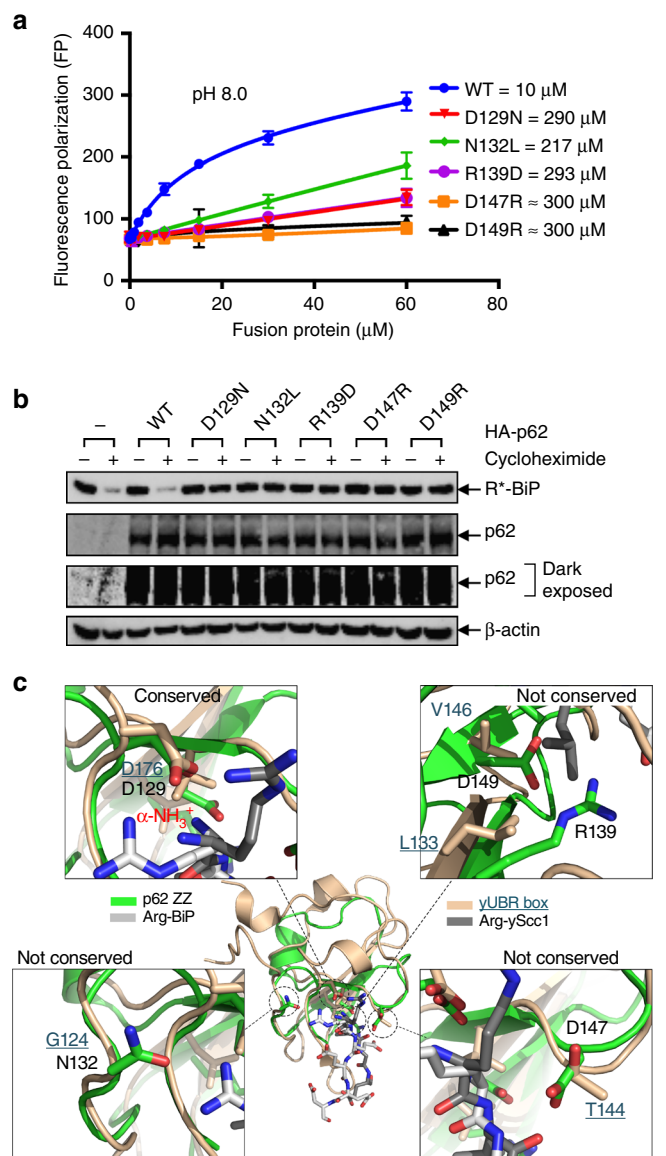 a
400
300
200
100
0
Fluorescence polarization (FP)
pH 8.0
0
20
40
60
80
Fusion protein (μM)
WT = 10 μM
D129N = 290 μM
N132L = 217 μM
R139D = 293 μM
D147R ≈ 300 μM
D149R ≈ 300 μM
b
– WT D129N N132L R139D D147R D149R HA-p62
– + – + – + – + – + – + – + Cycloheximide
R*-BiP
p62
p62 Dark
exposed
β-actin
c
Conserved
D176
D129
α-NH3+
Not conserved
V146
D149
R139
L133
p62 ZZ
Arg-BiP
yUBR box
Arg-yScc1
Not conserved
G124
N132
Not conserved
D147
T144